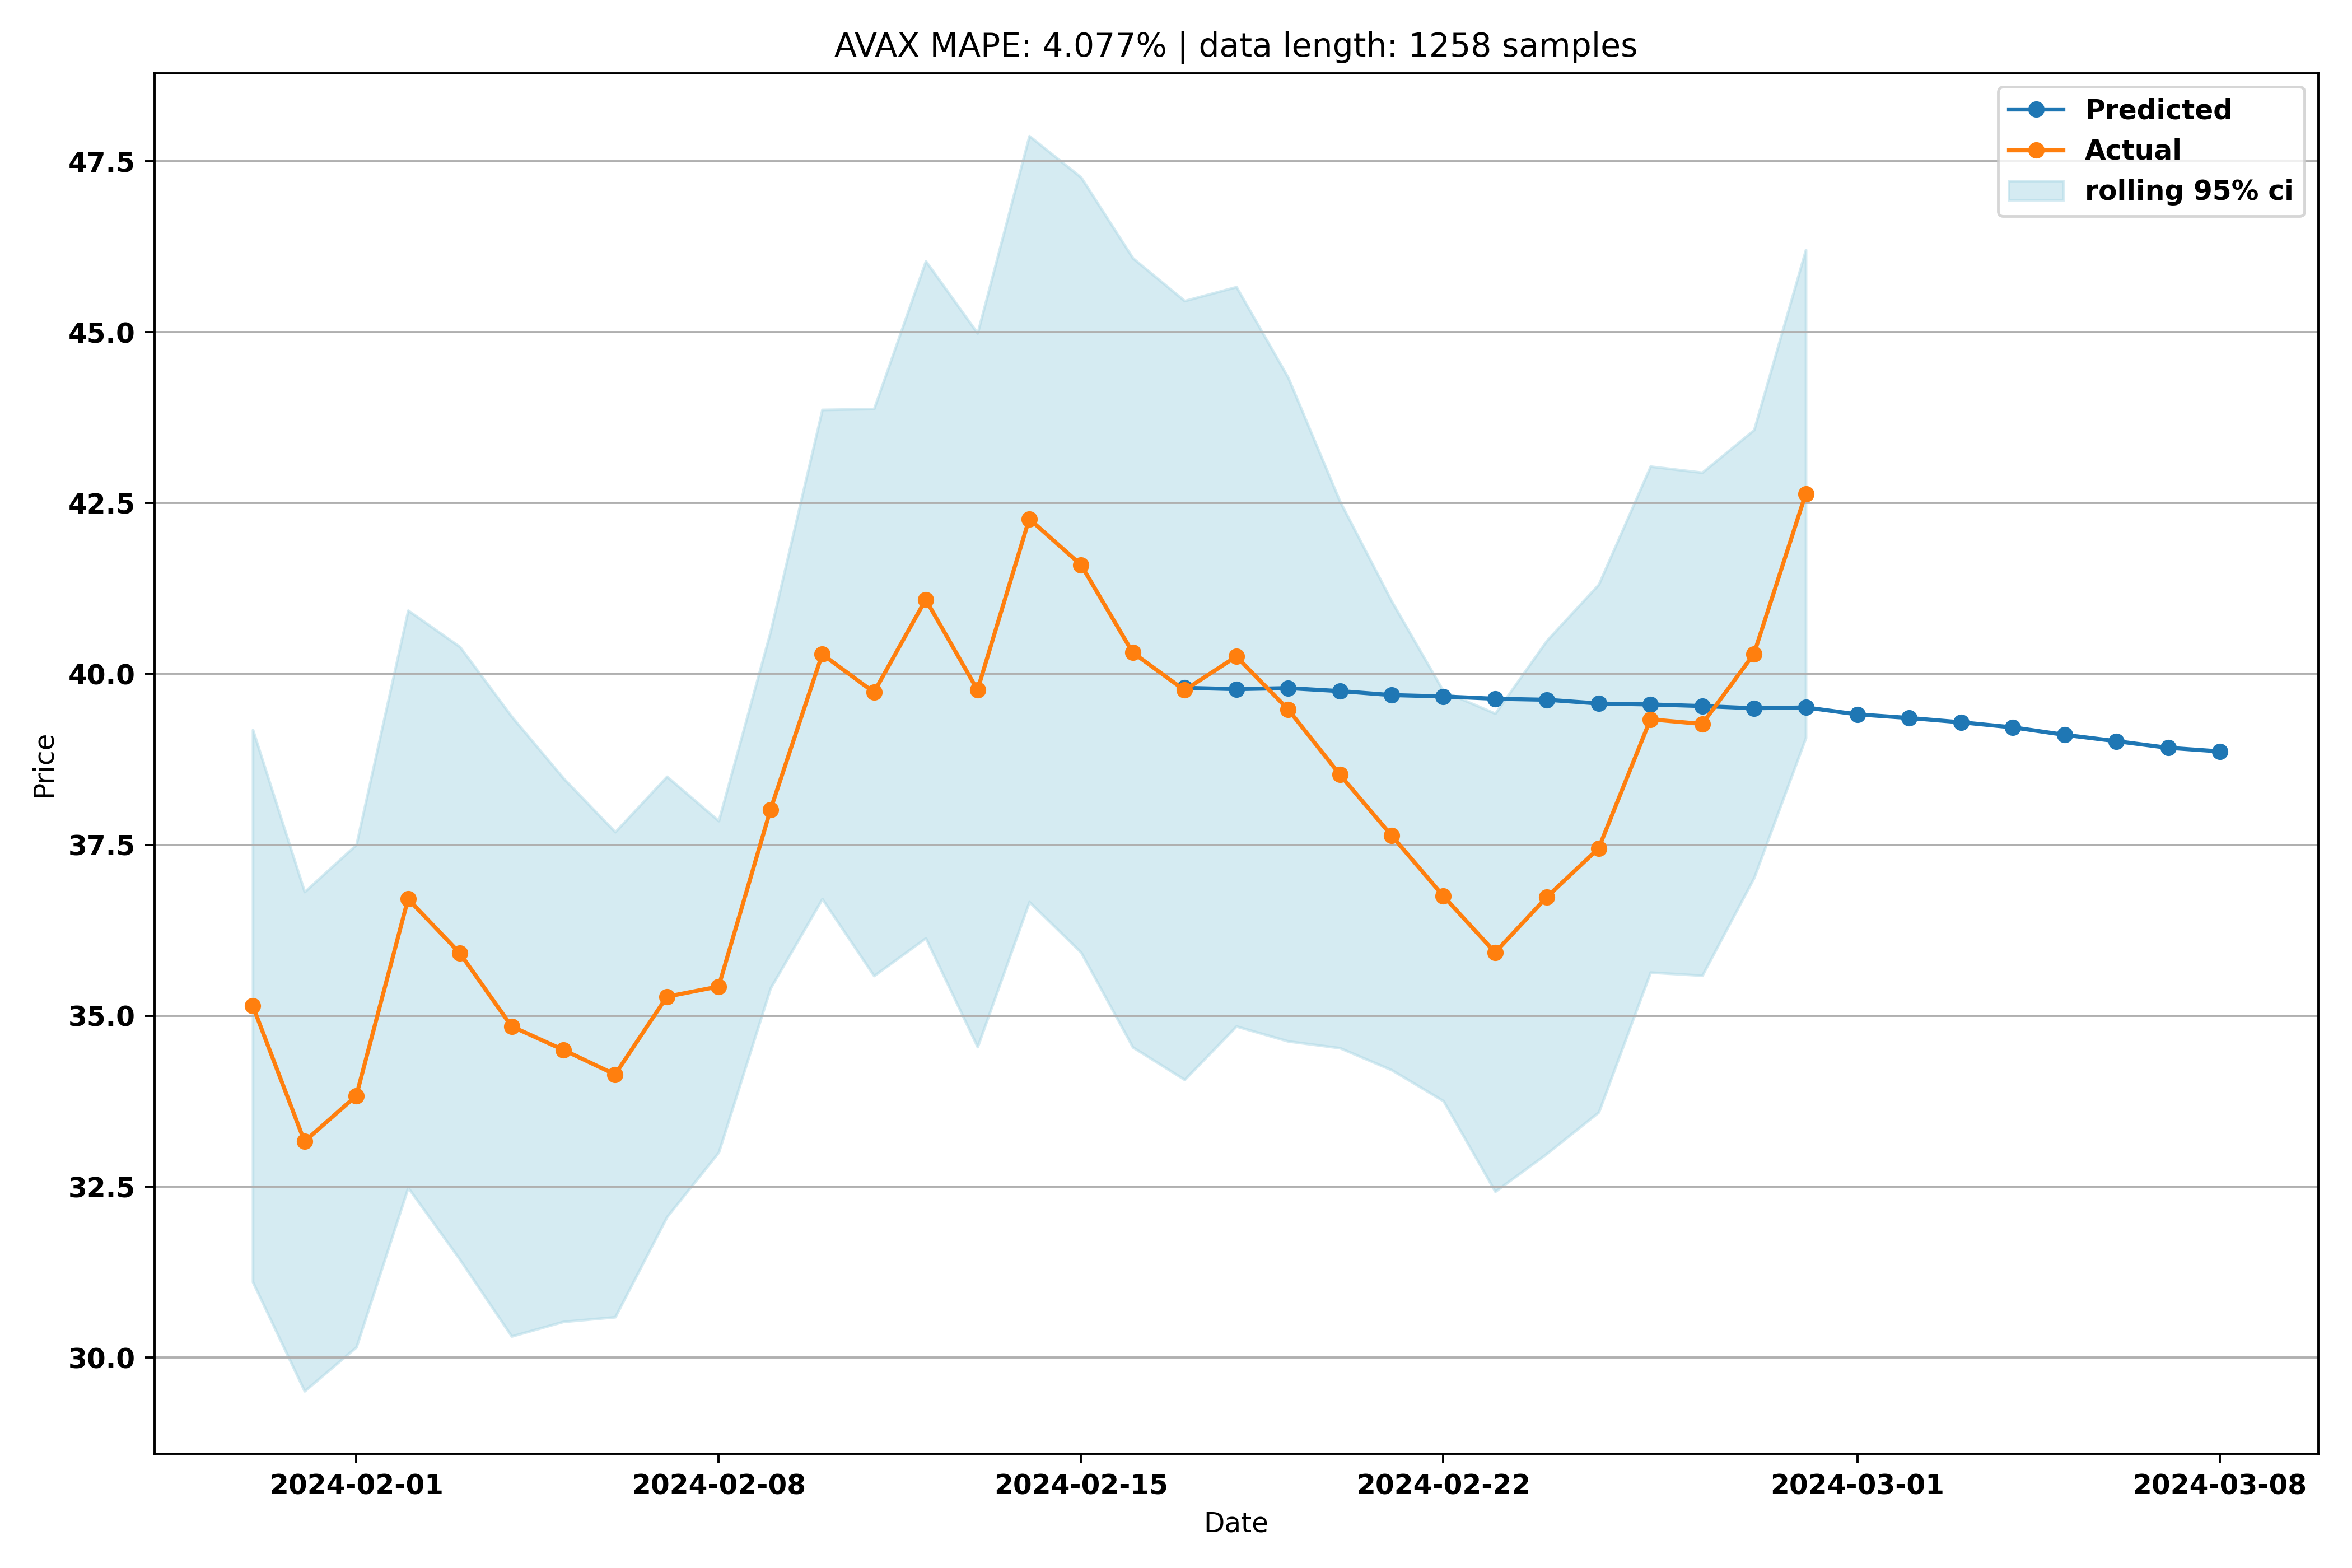 AVAX MAPE: 4.077% | data length: 1258 samples
Predicted
Actual
rolling 95% ci
47.5
45.0
42.5
40.0
37.5
35.0
32.5
30.0
Price
2024-02-01 2024-02-08 2024-02-15 2024-02-22 2024-03-01 2024-03-08
Date